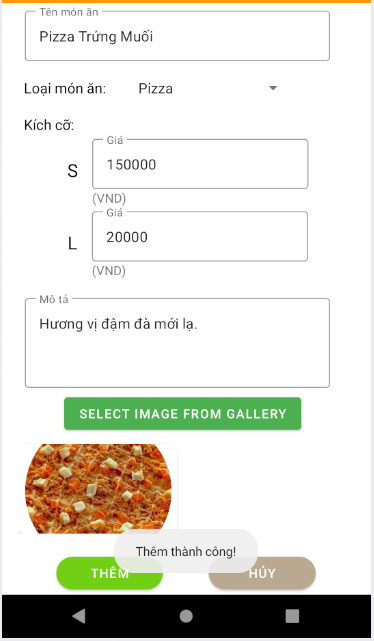 Tên món ăn
Pizza Trứng Muối
Loại món ăn: Pizza
Kích cỡ:
Giá
S 150000
(VND)
Giá
L 20000
(VND)
Mô tả
Hương vị đậm đà mới lạ.
SELECT IMAGE FROM GALLERY
Thêm thành công!
THÊM HỦY